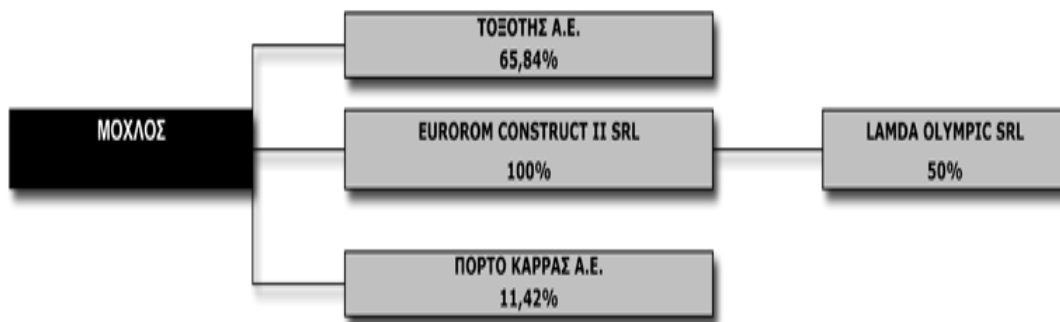 ΤΟΞΟΤΗΣ Α.Ε.
65,84%
ΜΟΧΛΟΣ
EUROROM CONSTRUCT II SRL
100%
LAMDA OLYMPIC SRL
50%
ΠΟΡΤΟ ΚΑΡΡΑΣ Α.Ε.
11,42%